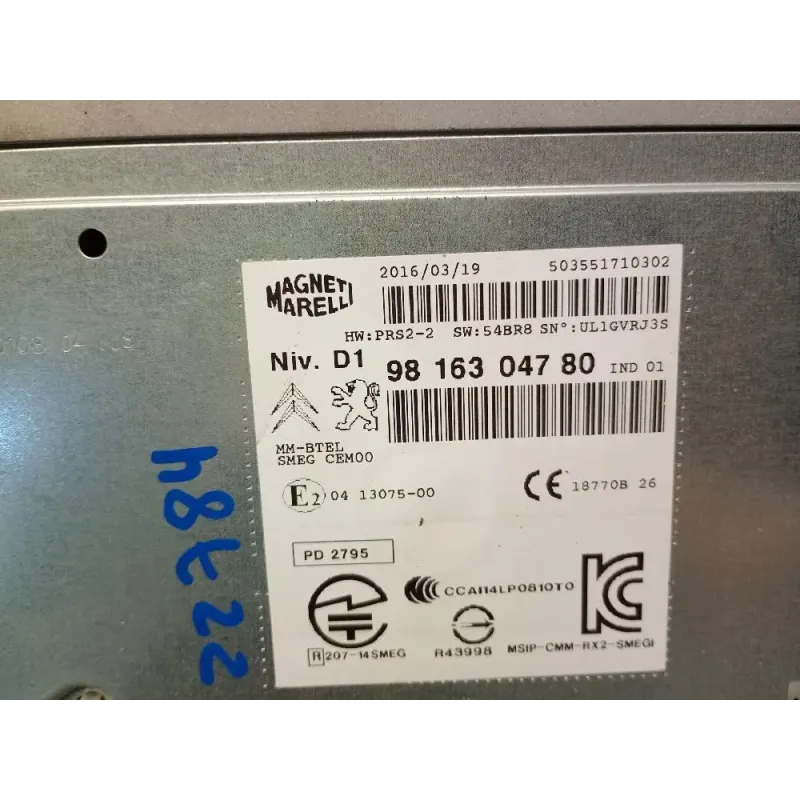 MAGNETI MARELLI
2016/03/19 503551710302
HW:PRS2-2 SW:54BR8 SN°:UL1GVRJ3S
Niv. D1 98 163 047 80 IND 01
MM-BTEL
SMEG CEM00
E2 04 13075-00 CE 18770B 26
PD 2795
CCAI14LP0810T0
R 207-14SMEG R43998 MSIP-CMM-RX2-SMEGI
22784